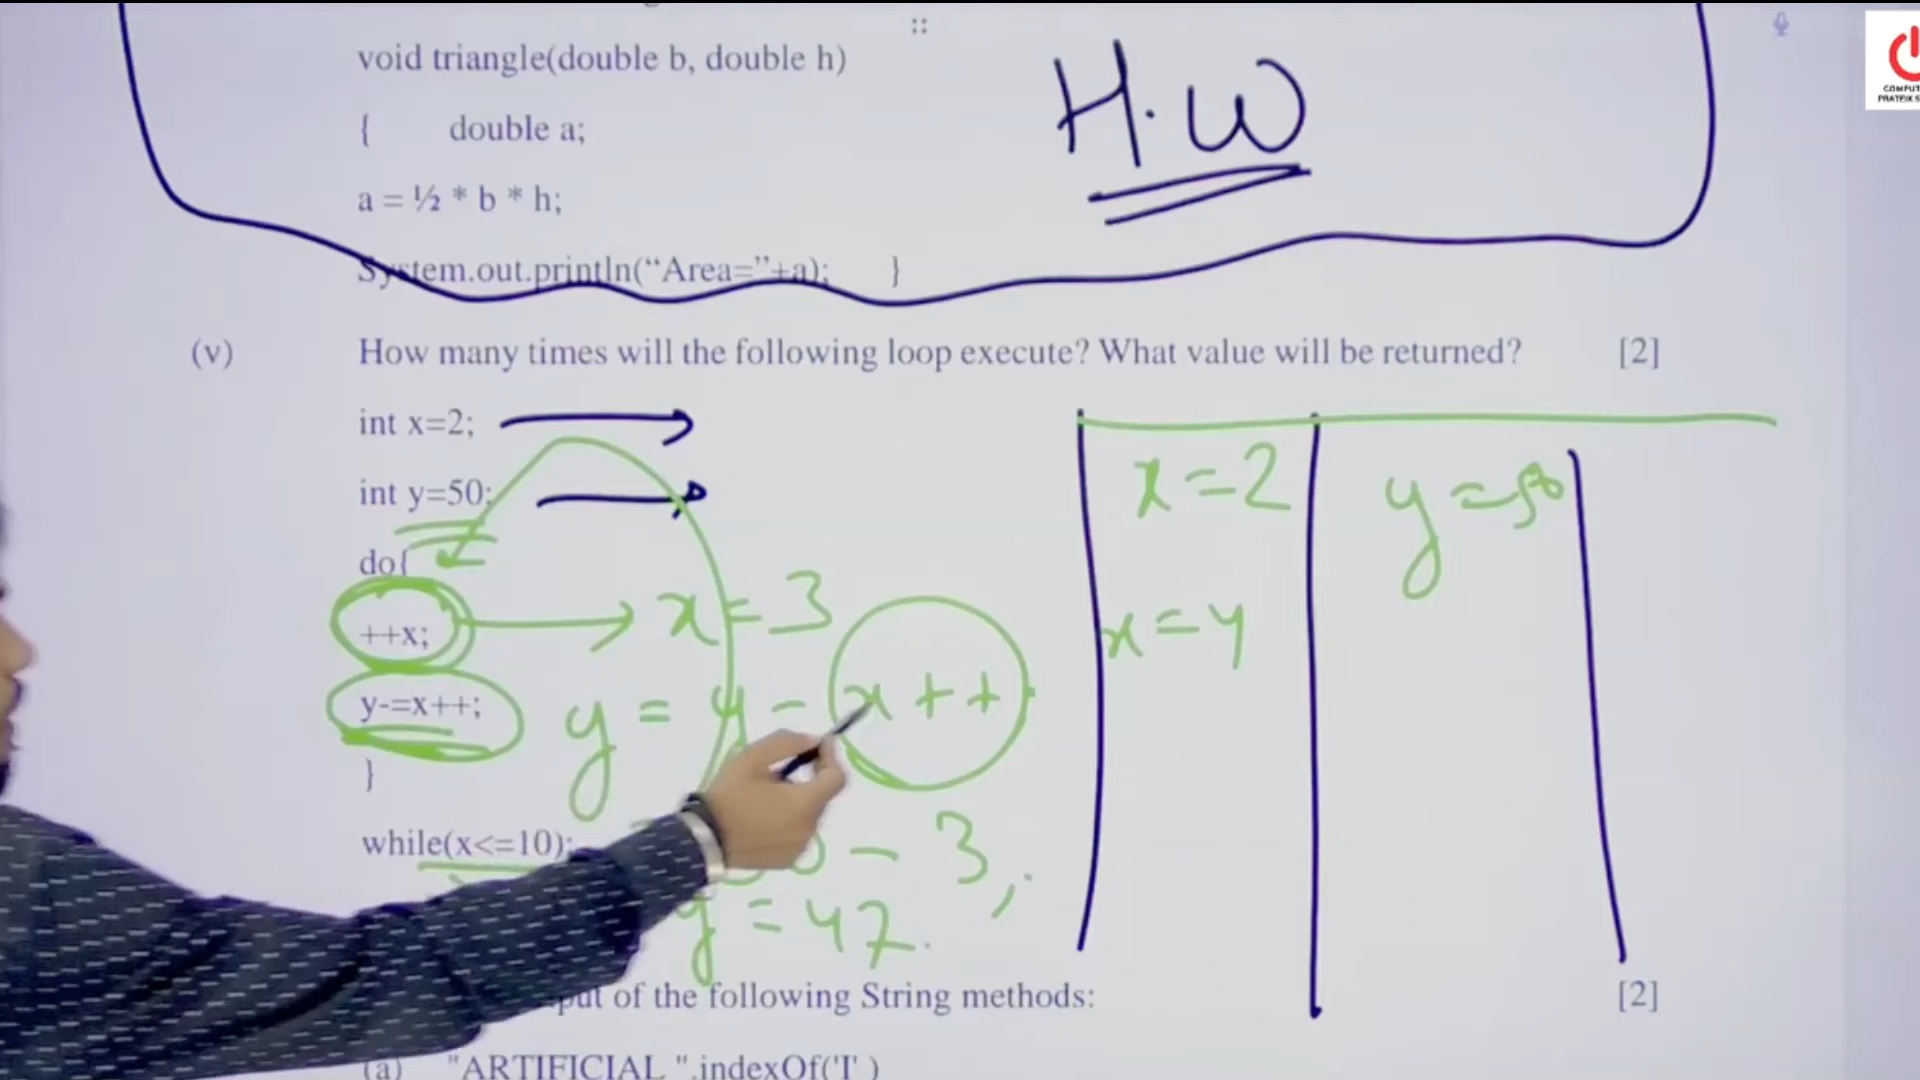 void triangle(double b, double h)
{ double a;
H.W
a = ½ * b * h;
System.out.println(“Area=”+a); }
(v) How many times will the following loop execute? What value will be returned? [2]
int x=2;
x=2 y=50
int y=50;
do{
++x; x=3 x=4
y-=x++; y = y - x++
}
while(x<=10);
0 - 3,
y = 47.
of the following String methods: [2]
(a) "ARTIFICIAL ".indexOf('I' )